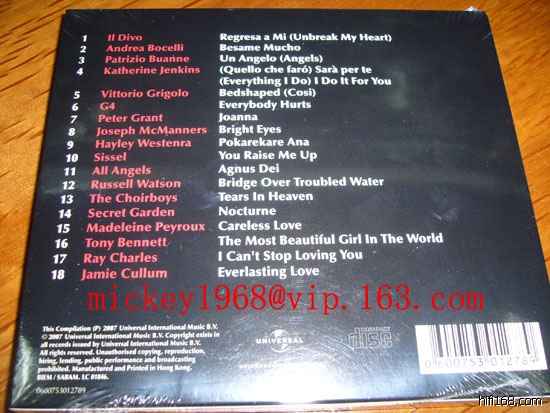 1 Il Divo Regresa a Mi (Unbreak My Heart)
2 Andrea Bocelli Besame Mucho
3 Patrizio Buanne Un Angelo (Angels)
4 Katherine Jenkins (Quello che faró) Sarà per te
(Everything I Do) I Do It For You
5 Vittorio Grigolo Bedshaped (Cosi)
6 G4 Everybody Hurts
7 Peter Grant Joanna
8 Joseph McManners Bright Eyes
9 Hayley Westenra Pokarekare Ana
10 Sissel You Raise Me Up
11 All Angels Agnus Dei
12 Russell Watson Bridge Over Troubled Water
13 The Choirboys Tears In Heaven
14 Secret Garden Nocturne
15 Madeleine Peyroux Careless Love
16 Tony Bennett The Most Beautiful Girl In The World
17 Ray Charles I Can't Stop Loving You
18 Jamie Cullum Everlasting Love
mickey1968@vip.163.com
This Compilation (P) 2007 Universal International Music B.V.
© 2007 Universal International Music B.V. Copyright exists in
all records issued by Universal International Music B.V.
All rights reserved. Unauthorised copying, reproduction,
hiring, lending, public performance and broadcasting
prohibited. Manufactured and Printed in Hong Kong.
BIEM / SABAM. LC 01846.
0600753012789
UNIVERSAL
COMPACT
disc
0 600753 012789
hifi168.com